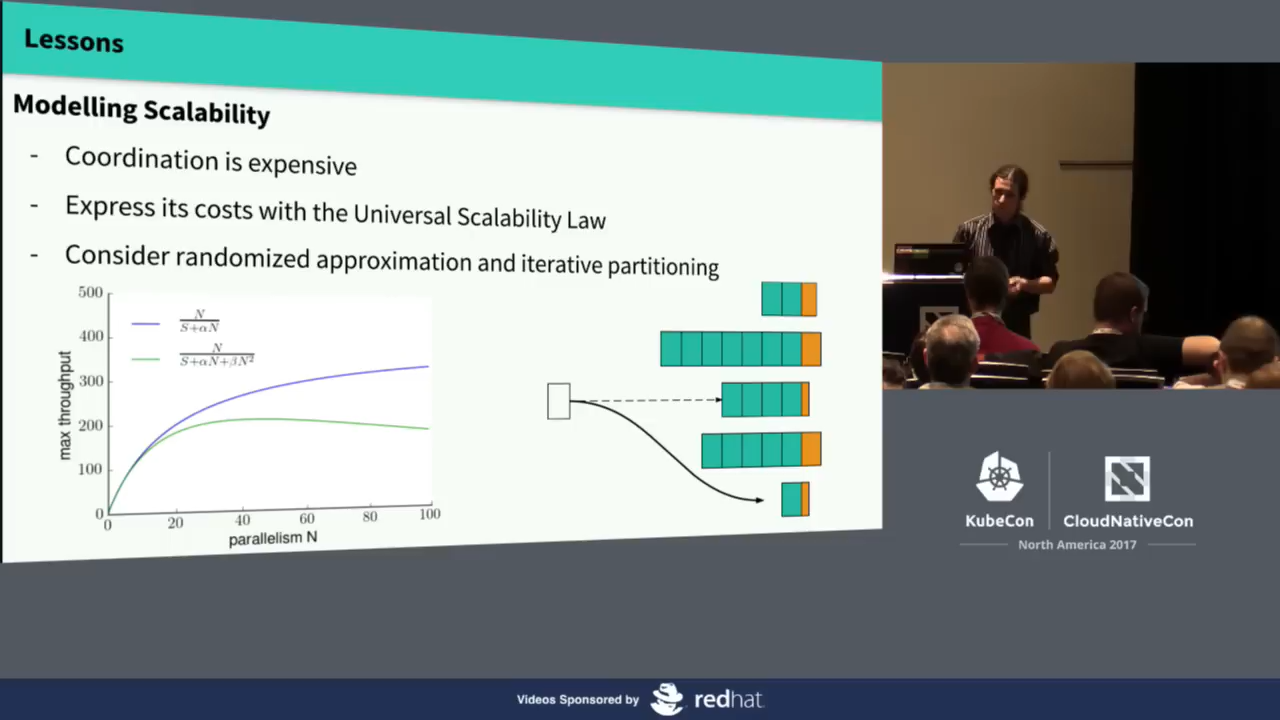 Lessons
Modelling Scalability
- Coordination is expensive
- Express its costs with the Universal Scalability Law
- Consider randomized approximation and iterative partitioning
500
400
300
200
100
0
max throughput
N
S+αN
N
S+αN+βN²
0 20 40 60 80 100
parallelism N
KubeCon
CloudNativeCon
North America 2017
Videos Sponsored by redhat